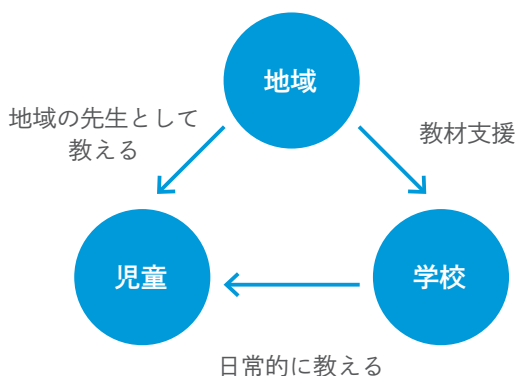 地域
地域の先生として
教える
教材支援
児童
学校
日常的に教える